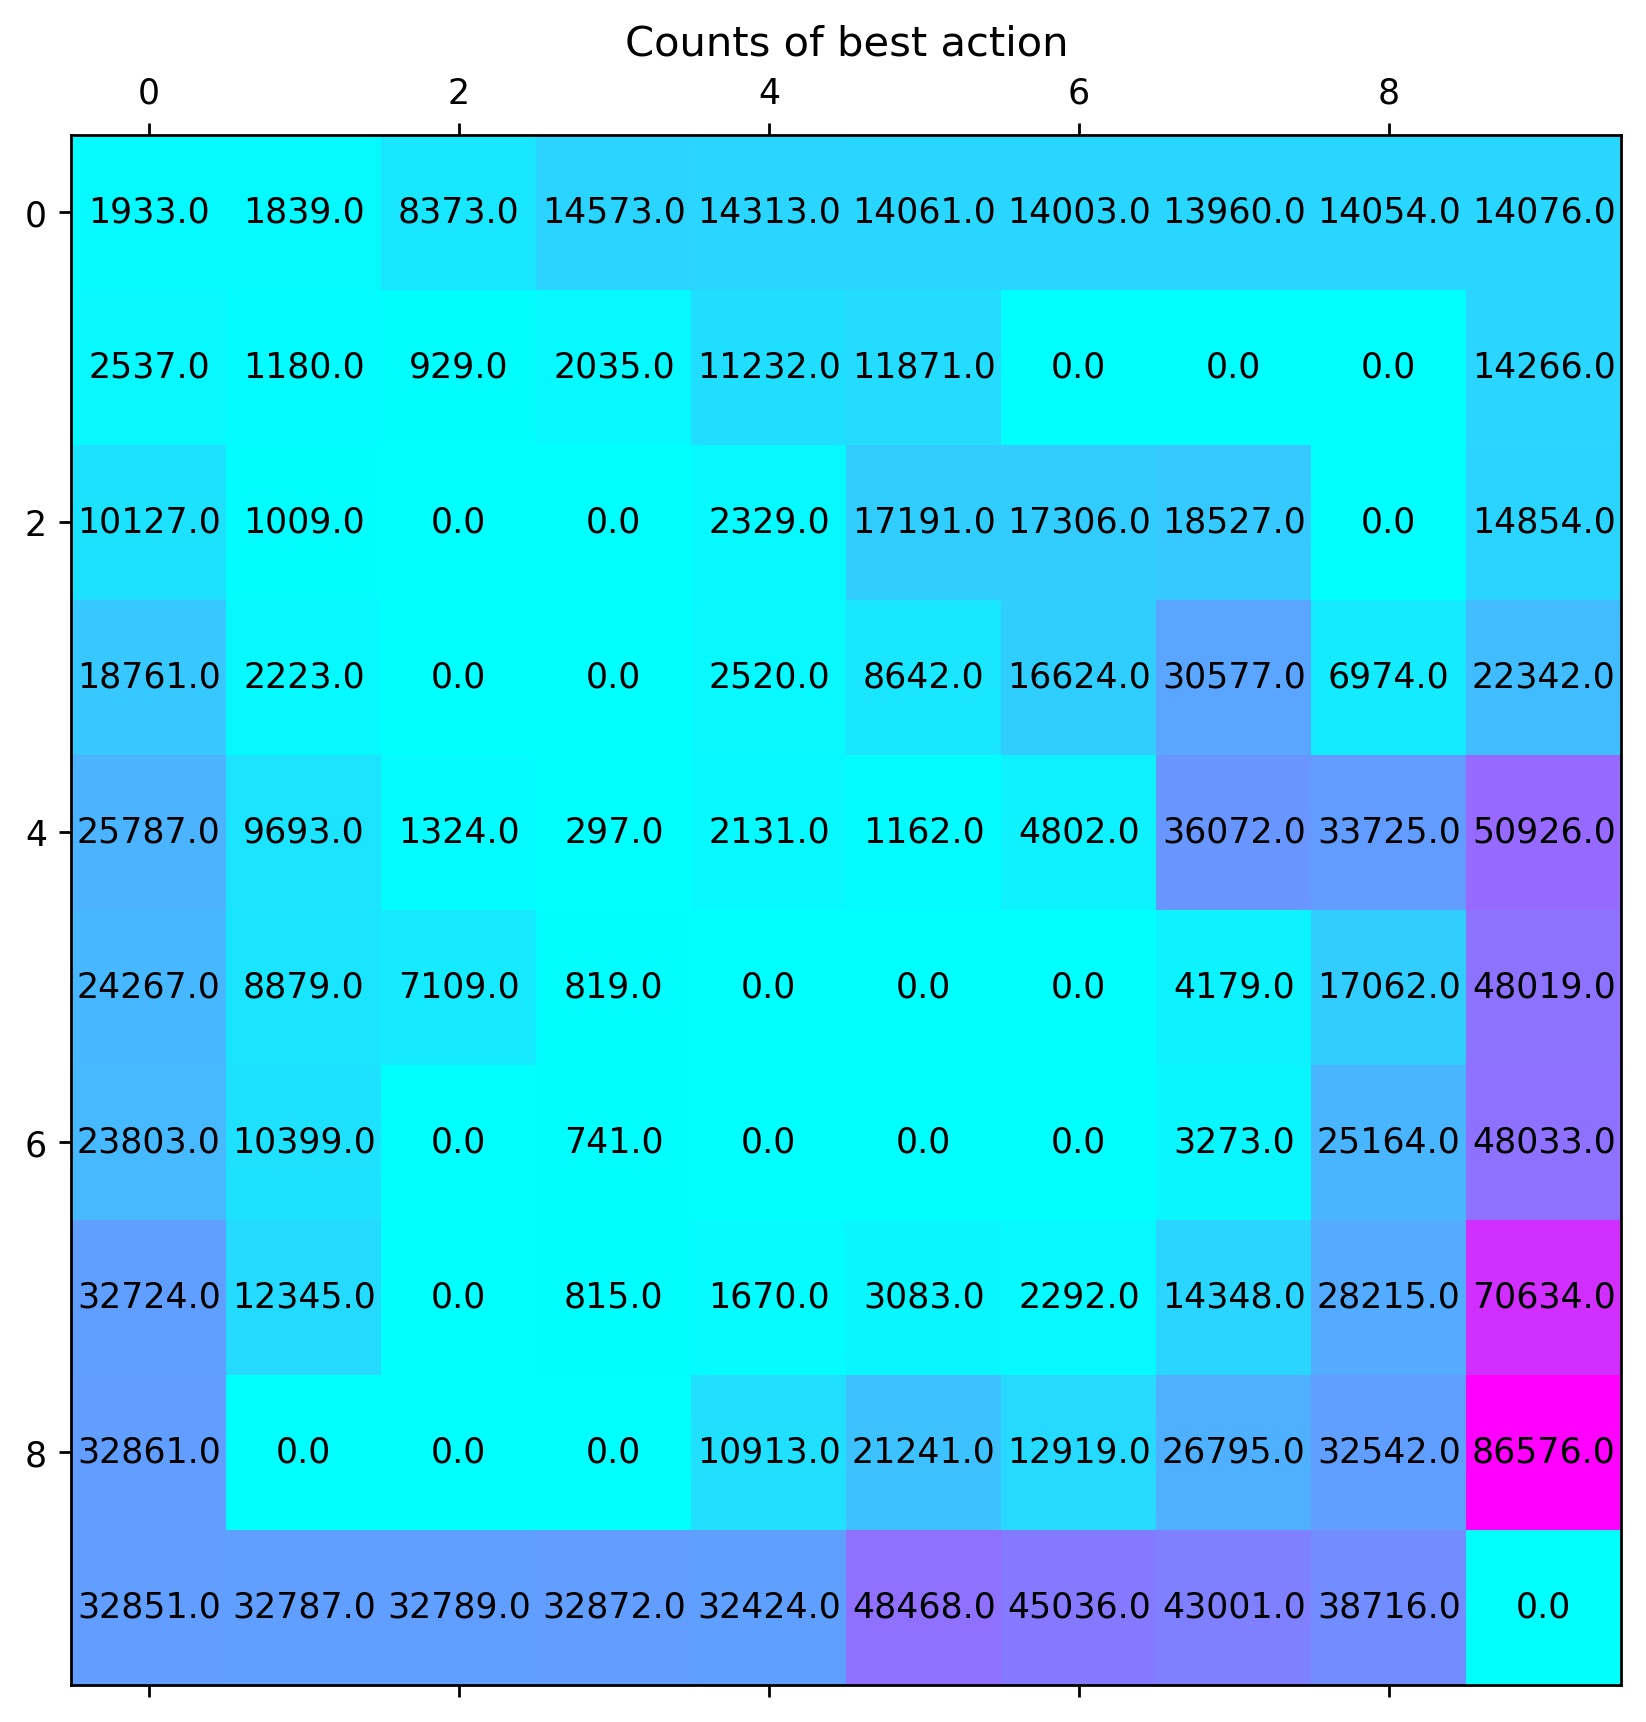 Counts of best action
0 2 4 6 8
0 1933.0 1839.0 8373.0 14573.0 14313.0 14061.0 14003.0 13960.0 14054.0 14076.0
2537.0 1180.0 929.0 2035.0 11232.0 11871.0 0.0 0.0 0.0 14266.0
2 10127.0 1009.0 0.0 0.0 2329.0 17191.0 17306.0 18527.0 0.0 14854.0
18761.0 2223.0 0.0 0.0 2520.0 8642.0 16624.0 30577.0 6974.0 22342.0
4 25787.0 9693.0 1324.0 297.0 2131.0 1162.0 4802.0 36072.0 33725.0 50926.0
24267.0 8879.0 7109.0 819.0 0.0 0.0 0.0 4179.0 17062.0 48019.0
6 23803.0 10399.0 0.0 741.0 0.0 0.0 0.0 3273.0 25164.0 48033.0
32724.0 12345.0 0.0 815.0 1670.0 3083.0 2292.0 14348.0 28215.0 70634.0
8 32861.0 0.0 0.0 0.0 10913.0 21241.0 12919.0 26795.0 32542.0 86576.0
32851.0 32787.0 32789.0 32872.0 32424.0 48468.0 45036.0 43001.0 38716.0 0.0